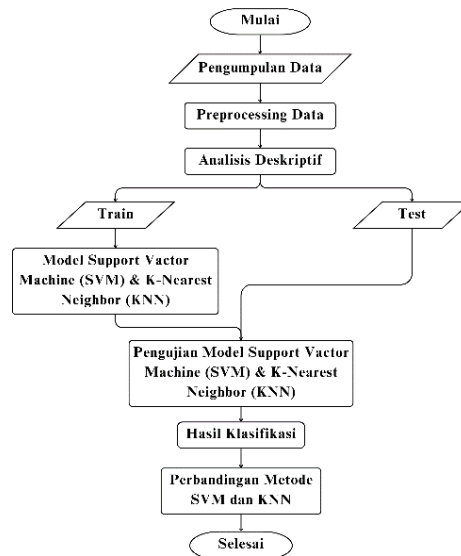 Mulai
Pengumpulan Data
Preprocessing Data
Analisis Deskriptif
Train
Test
Model Support Vactor
Machine (SVM) & K-Nearest
Neighbor (KNN)
Pengujian Model Support Vactor
Machine (SVM) & K-Nearest
Neighbor (KNN)
Hasil Klasifikasi
Perbandingan Metode
SVM dan KNN
Selesai